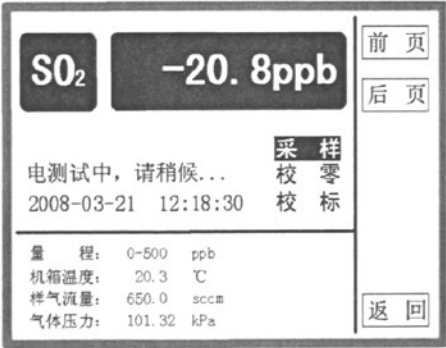 SO₂ -20.8ppb
前 页
后 页
采 样
电测试中，请稍候...
校 零
2008-03-21 12:18:30
校 标
量 程： 0-500 ppb
机箱温度： 20.3 ℃
样气流量： 650.0 sccm
气体压力： 101.32 kPa
返 回